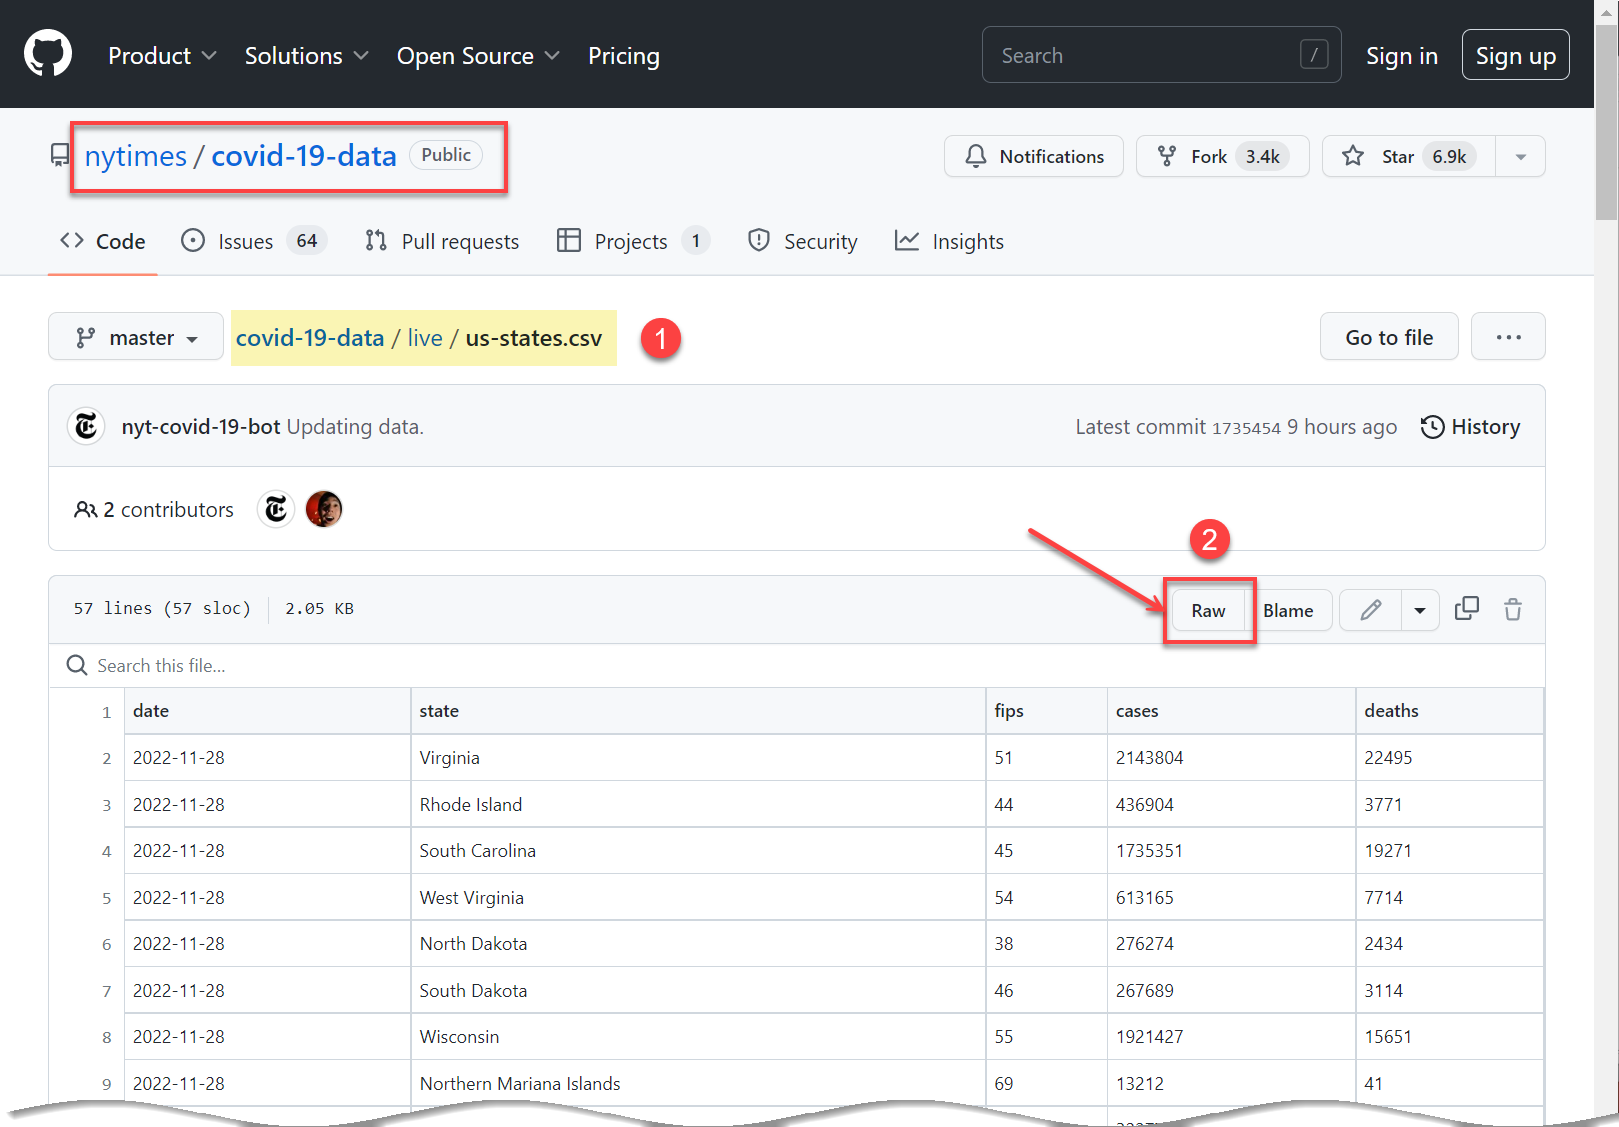 Product Solutions Open Source Pricing Search / Sign in Sign up
nytimes / covid-19-data Public Notifications Fork 3.4k Star 6.9k
Code Issues 64 Pull requests Projects 1 Security Insights
master covid-19-data / live / us-states.csv 1 Go to file ...
nyt-covid-19-bot Updating data. Latest commit 1735454 9 hours ago History
2 contributors
2
57 lines (57 sloc) 2.05 KB Raw Blame
Search this file...
1 date state fips cases deaths
2 2022-11-28 Virginia 51 2143804 22495
3 2022-11-28 Rhode Island 44 436904 3771
4 2022-11-28 South Carolina 45 1735351 19271
5 2022-11-28 West Virginia 54 613165 7714
6 2022-11-28 North Dakota 38 276274 2434
7 2022-11-28 South Dakota 46 267689 3114
8 2022-11-28 Wisconsin 55 1921427 15651
9 2022-11-28 Northern Mariana Islands 69 13212 41